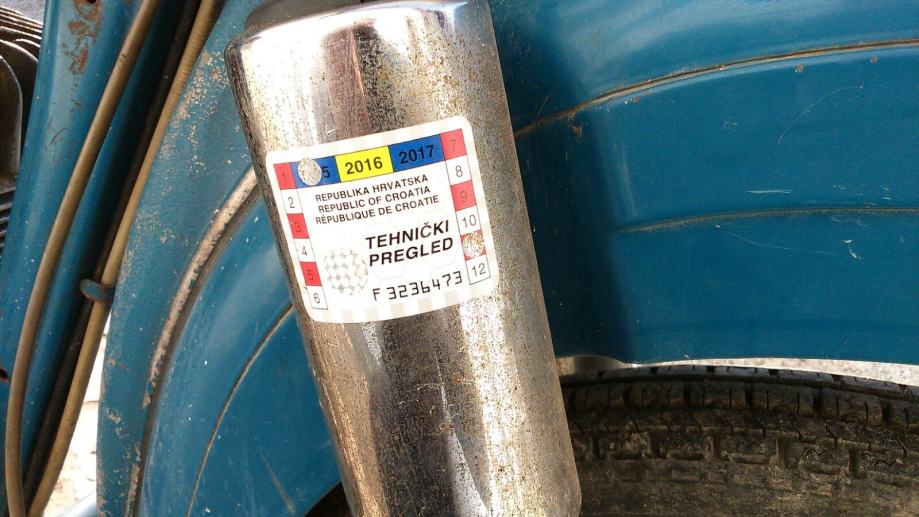 5 2016 2017
1
2
3
4
5
6
7
8
9
10
12
REPUBLIKA HRVATSKA
REPUBLIC OF CROATIA
RÉPUBLIQUE DE CROATIE
TEHNIČKI
PREGLED
F 3236473